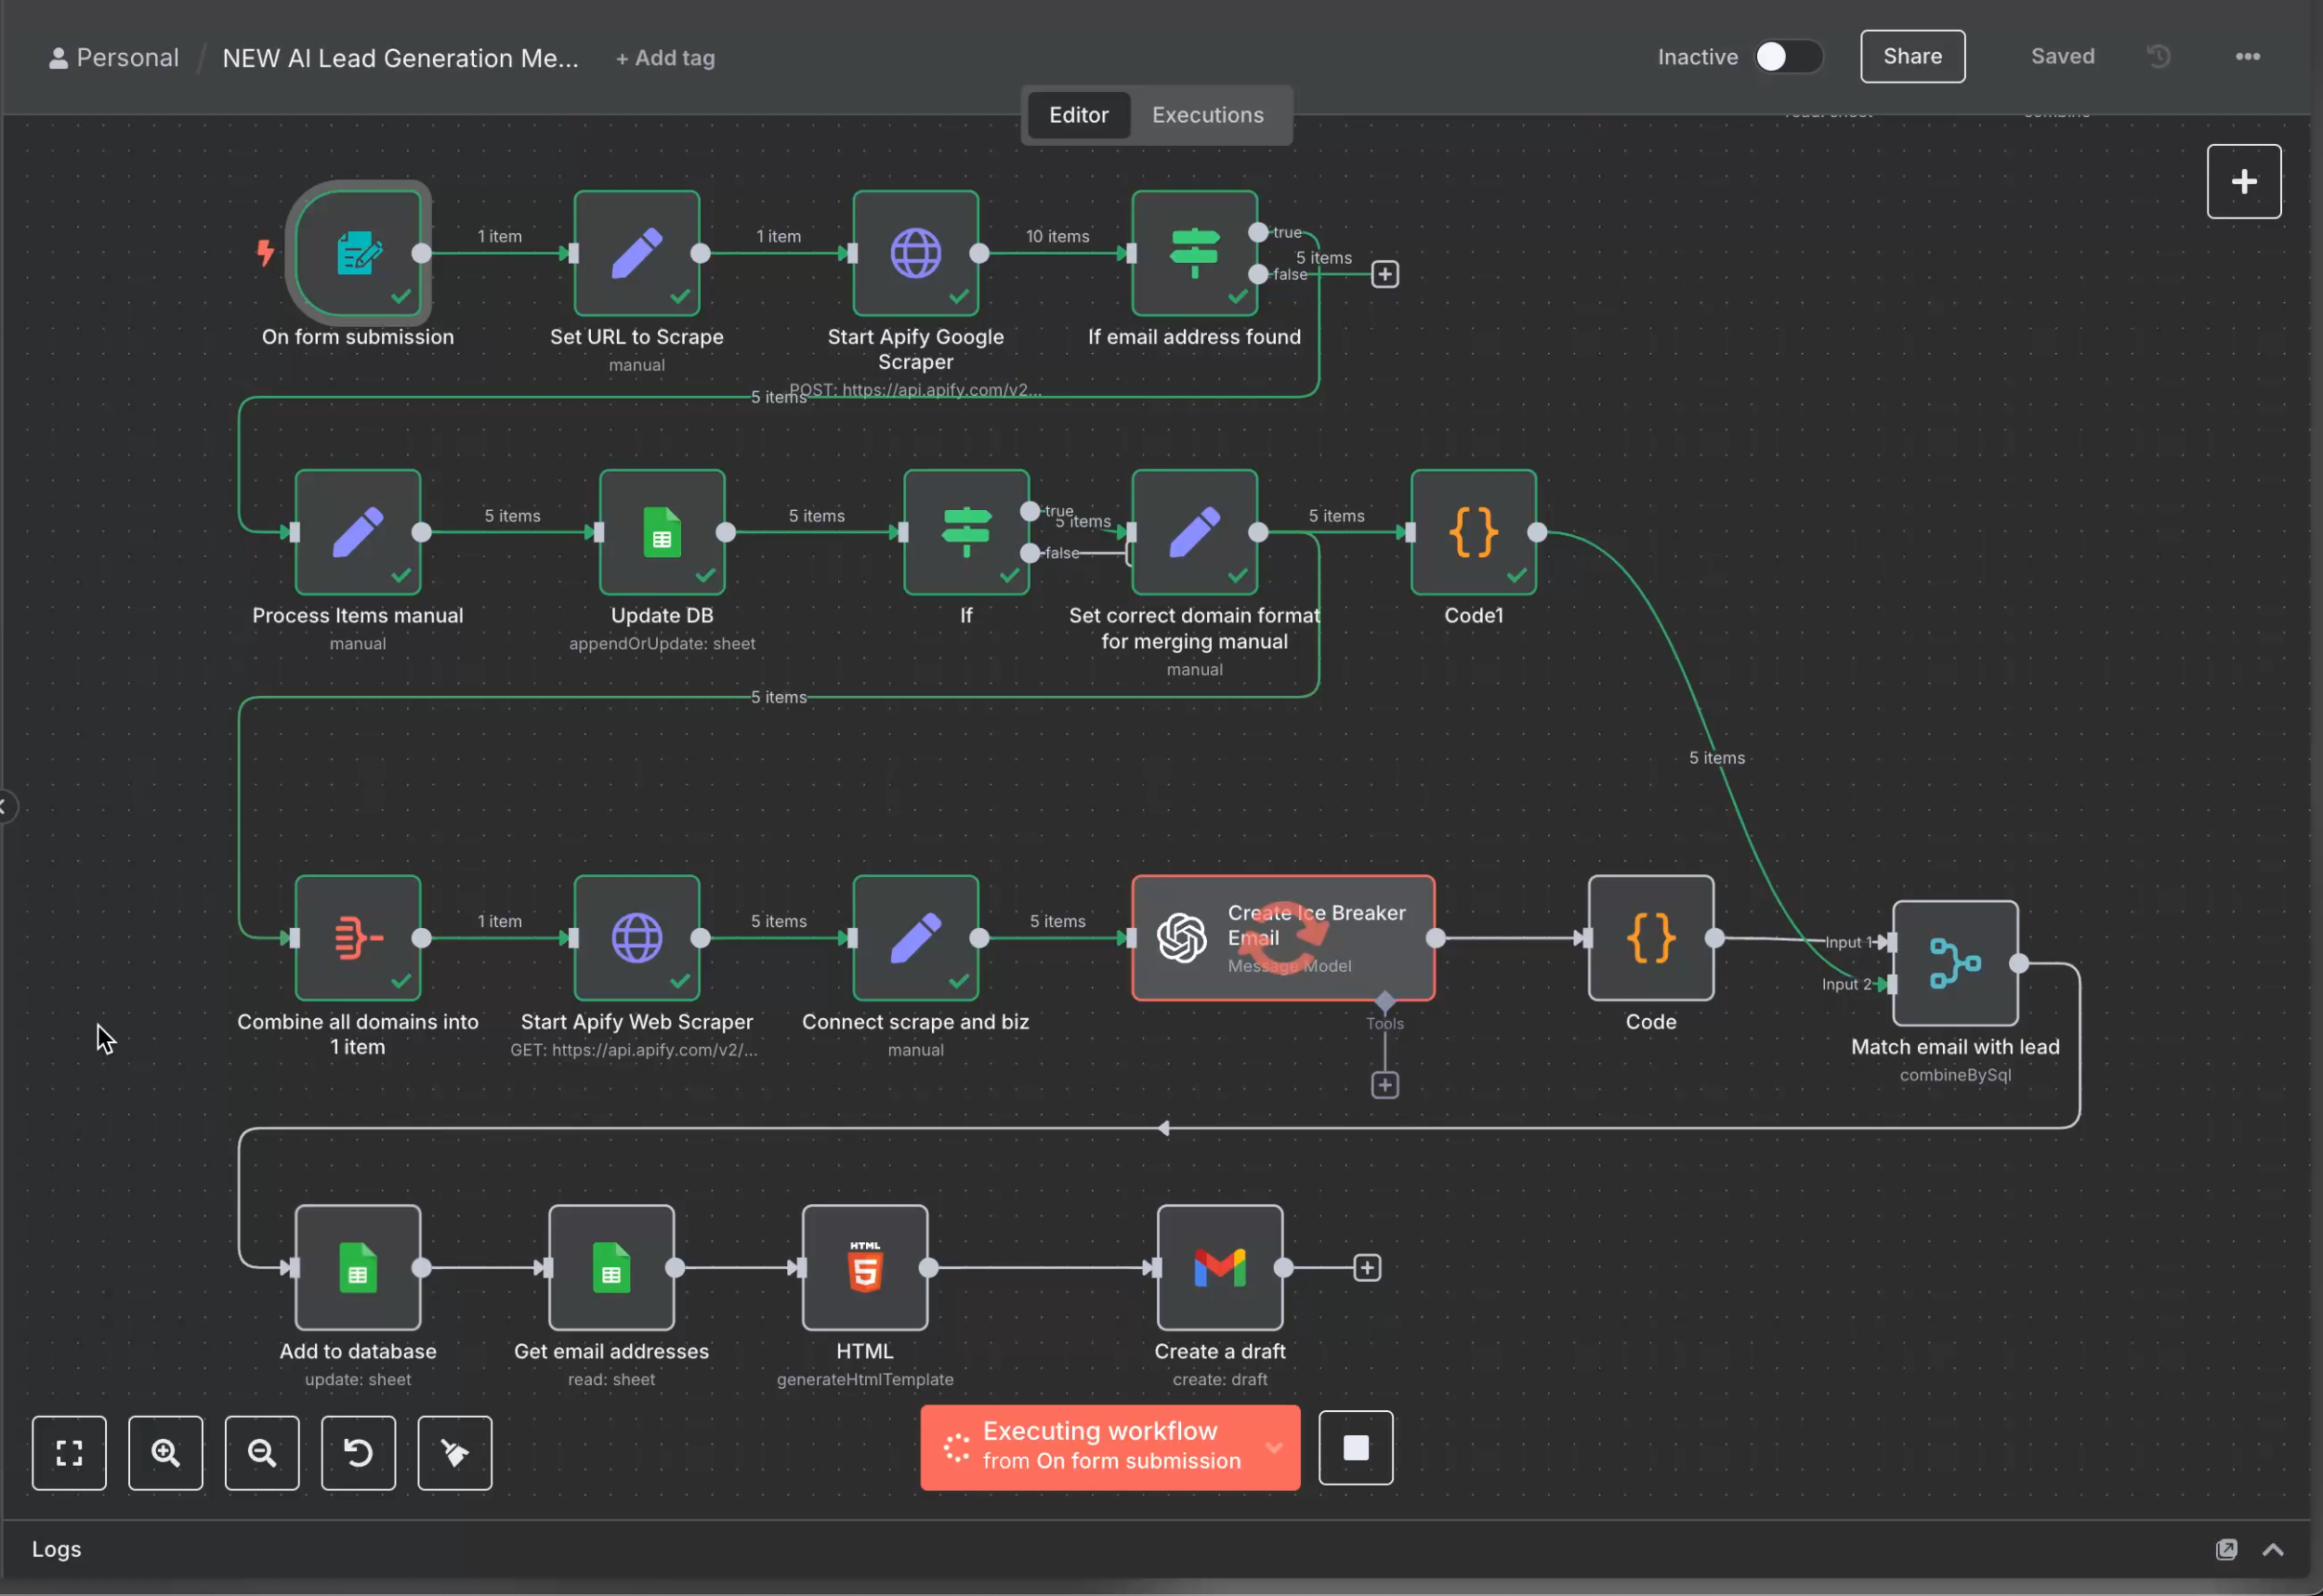 Personal / NEW AI Lead Generation Me... + Add tag
Inactive Share Saved
Editor Executions
1 item 1 item 10 items true
5 items
false
On form submission
Set URL to Scrape
manual
Start Apify Google
Scraper
POST: https://api.apify.com/v2...
If email address found
5 items
5 items 5 items true
5 items
false
5 items
Process Items manual
manual
Update DB
appendOrUpdate: sheet
If
Set correct domain format
for merging manual
manual
Code1
5 items
5 items
1 item 5 items 5 items
Create Ice Breaker
Email
Message Model
Tools
Input 1
Input 2
Combine all domains into
1 item
Start Apify Web Scraper
GET: https://api.apify.com/v2/...
Connect scrape and biz
manual
Code
Match email with lead
combineBySql
HTML
Add to database
update: sheet
Get email addresses
read: sheet
HTML
generateHtmlTemplate
Create a draft
create: draft
Executing workflow
from On form submission
Logs